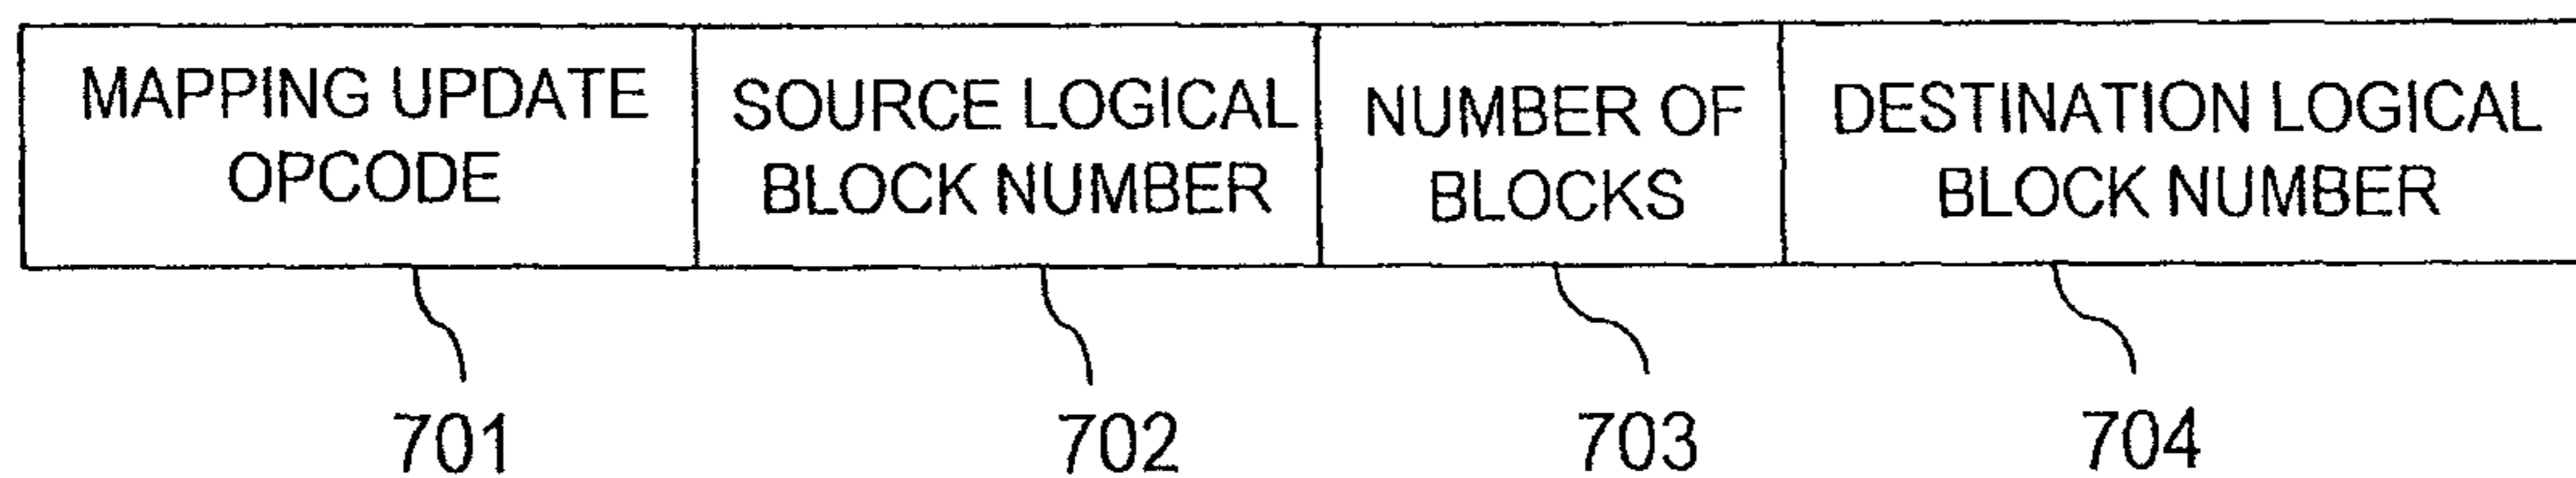 MAPPING UPDATE
OPCODE
SOURCE LOGICAL
BLOCK NUMBER
NUMBER OF
BLOCKS
DESTINATION LOGICAL
BLOCK NUMBER
701
702
703
704